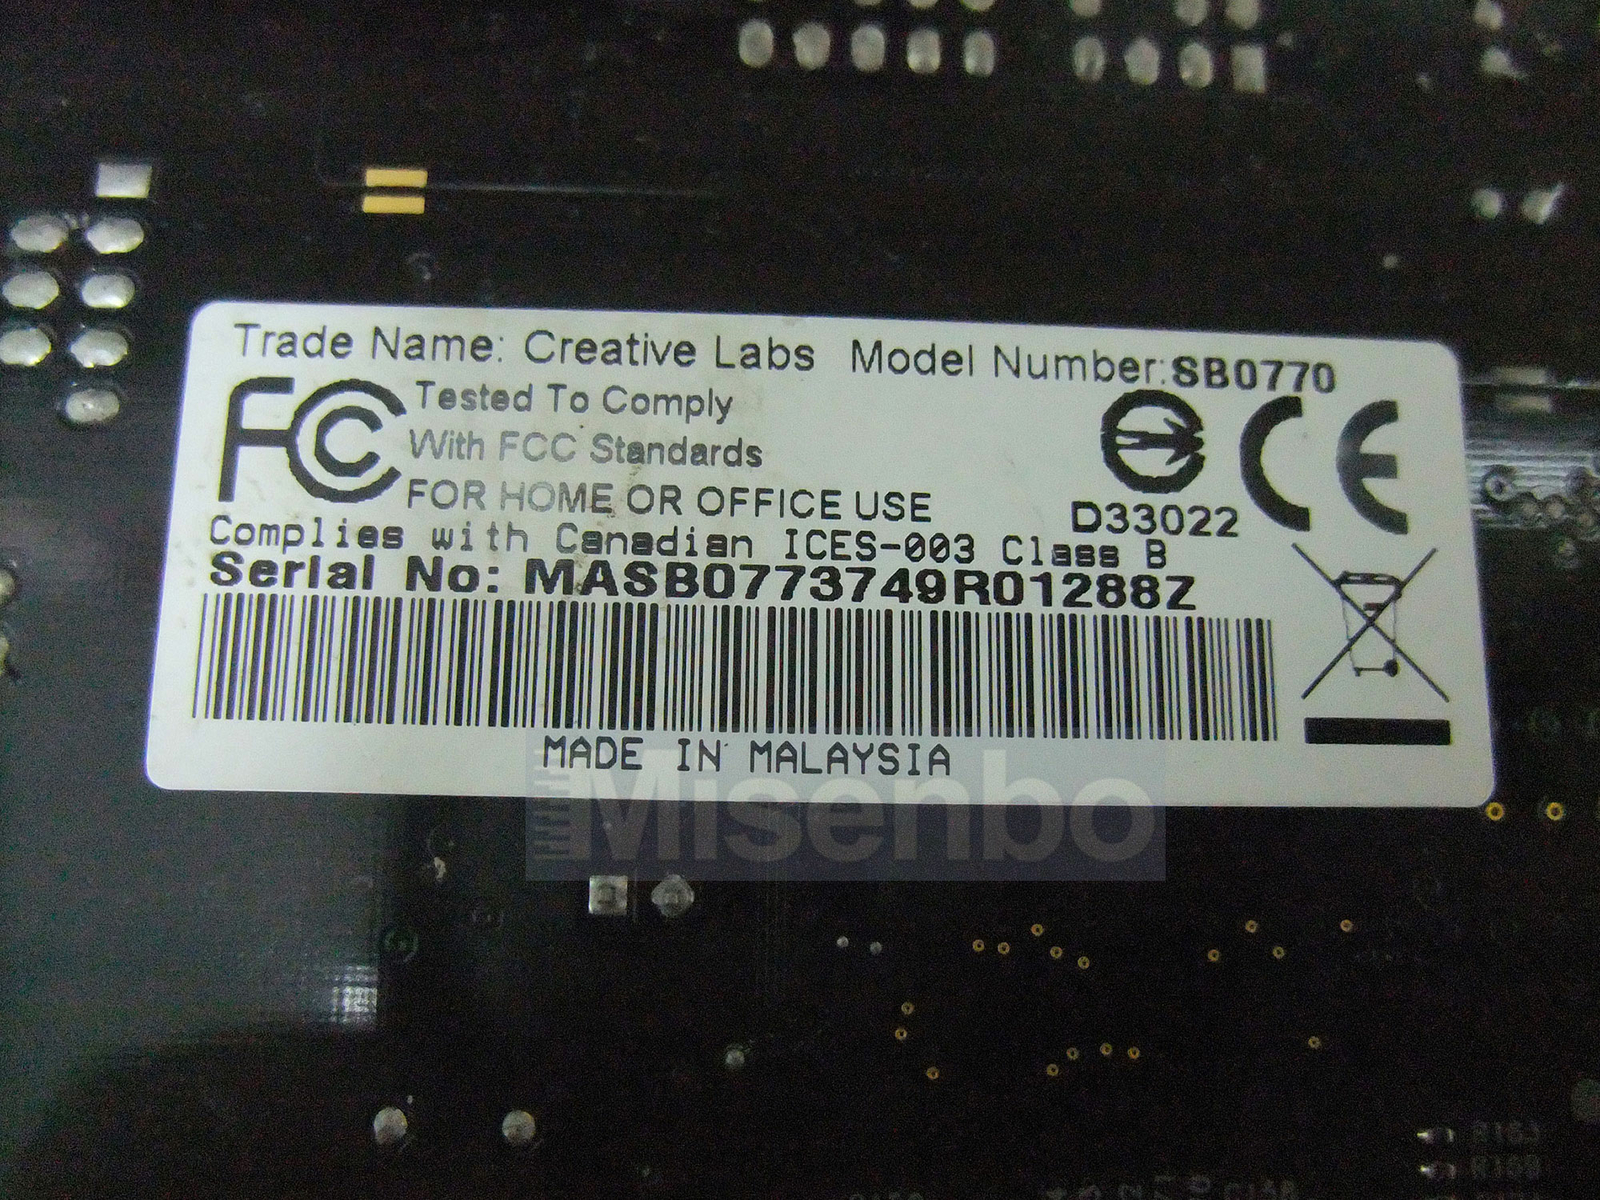 Trade Name: Creative Labs Model Number:SB0770
FC Tested To Comply
With FCC Standards
FOR HOME OR OFFICE USE
D33022
CE
Complies with Canadian ICES-003 Class B
Serial No: MASB0773749R01288Z
MADE IN MALAYSIA
Misenbo